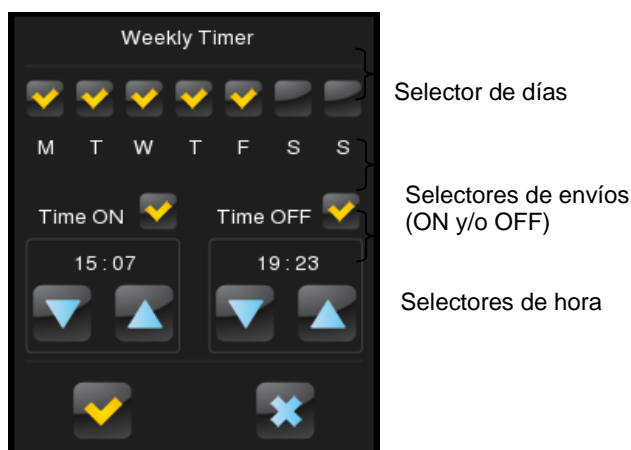 Weekly Timer
Selector de días
M T W T F S S
Selectores de envíos
(ON y/o OFF)
Time ON Time OFF
15:07 19:23
Selectores de hora